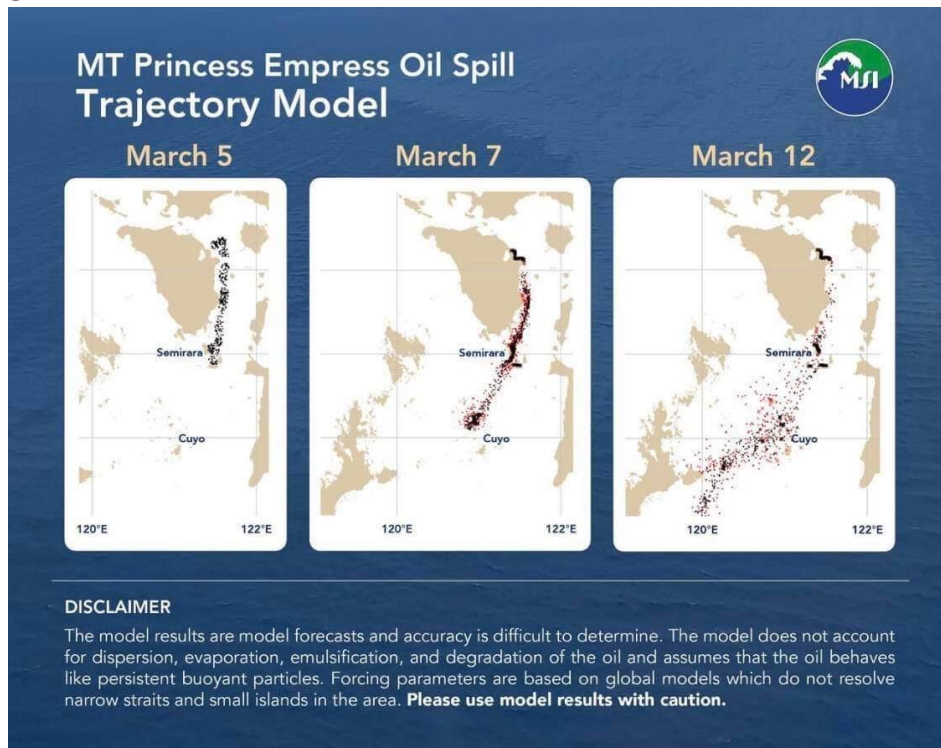 MT Princess Empress Oil Spill
Trajectory Model
MSI
March 5
March 7
March 12
Semirara
Cuyo
120°E
122°E
Semirara
Cuyo
120°E
122°E
Semirara
Cuyo
120°E
122°E
DISCLAIMER
The model results are model forecasts and accuracy is difficult to determine. The model does not account
for dispersion, evaporation, emulsification, and degradation of the oil and assumes that the oil behaves
like persistent buoyant particles. Forcing parameters are based on global models which do not resolve
narrow straits and small islands in the area. Please use model results with caution.